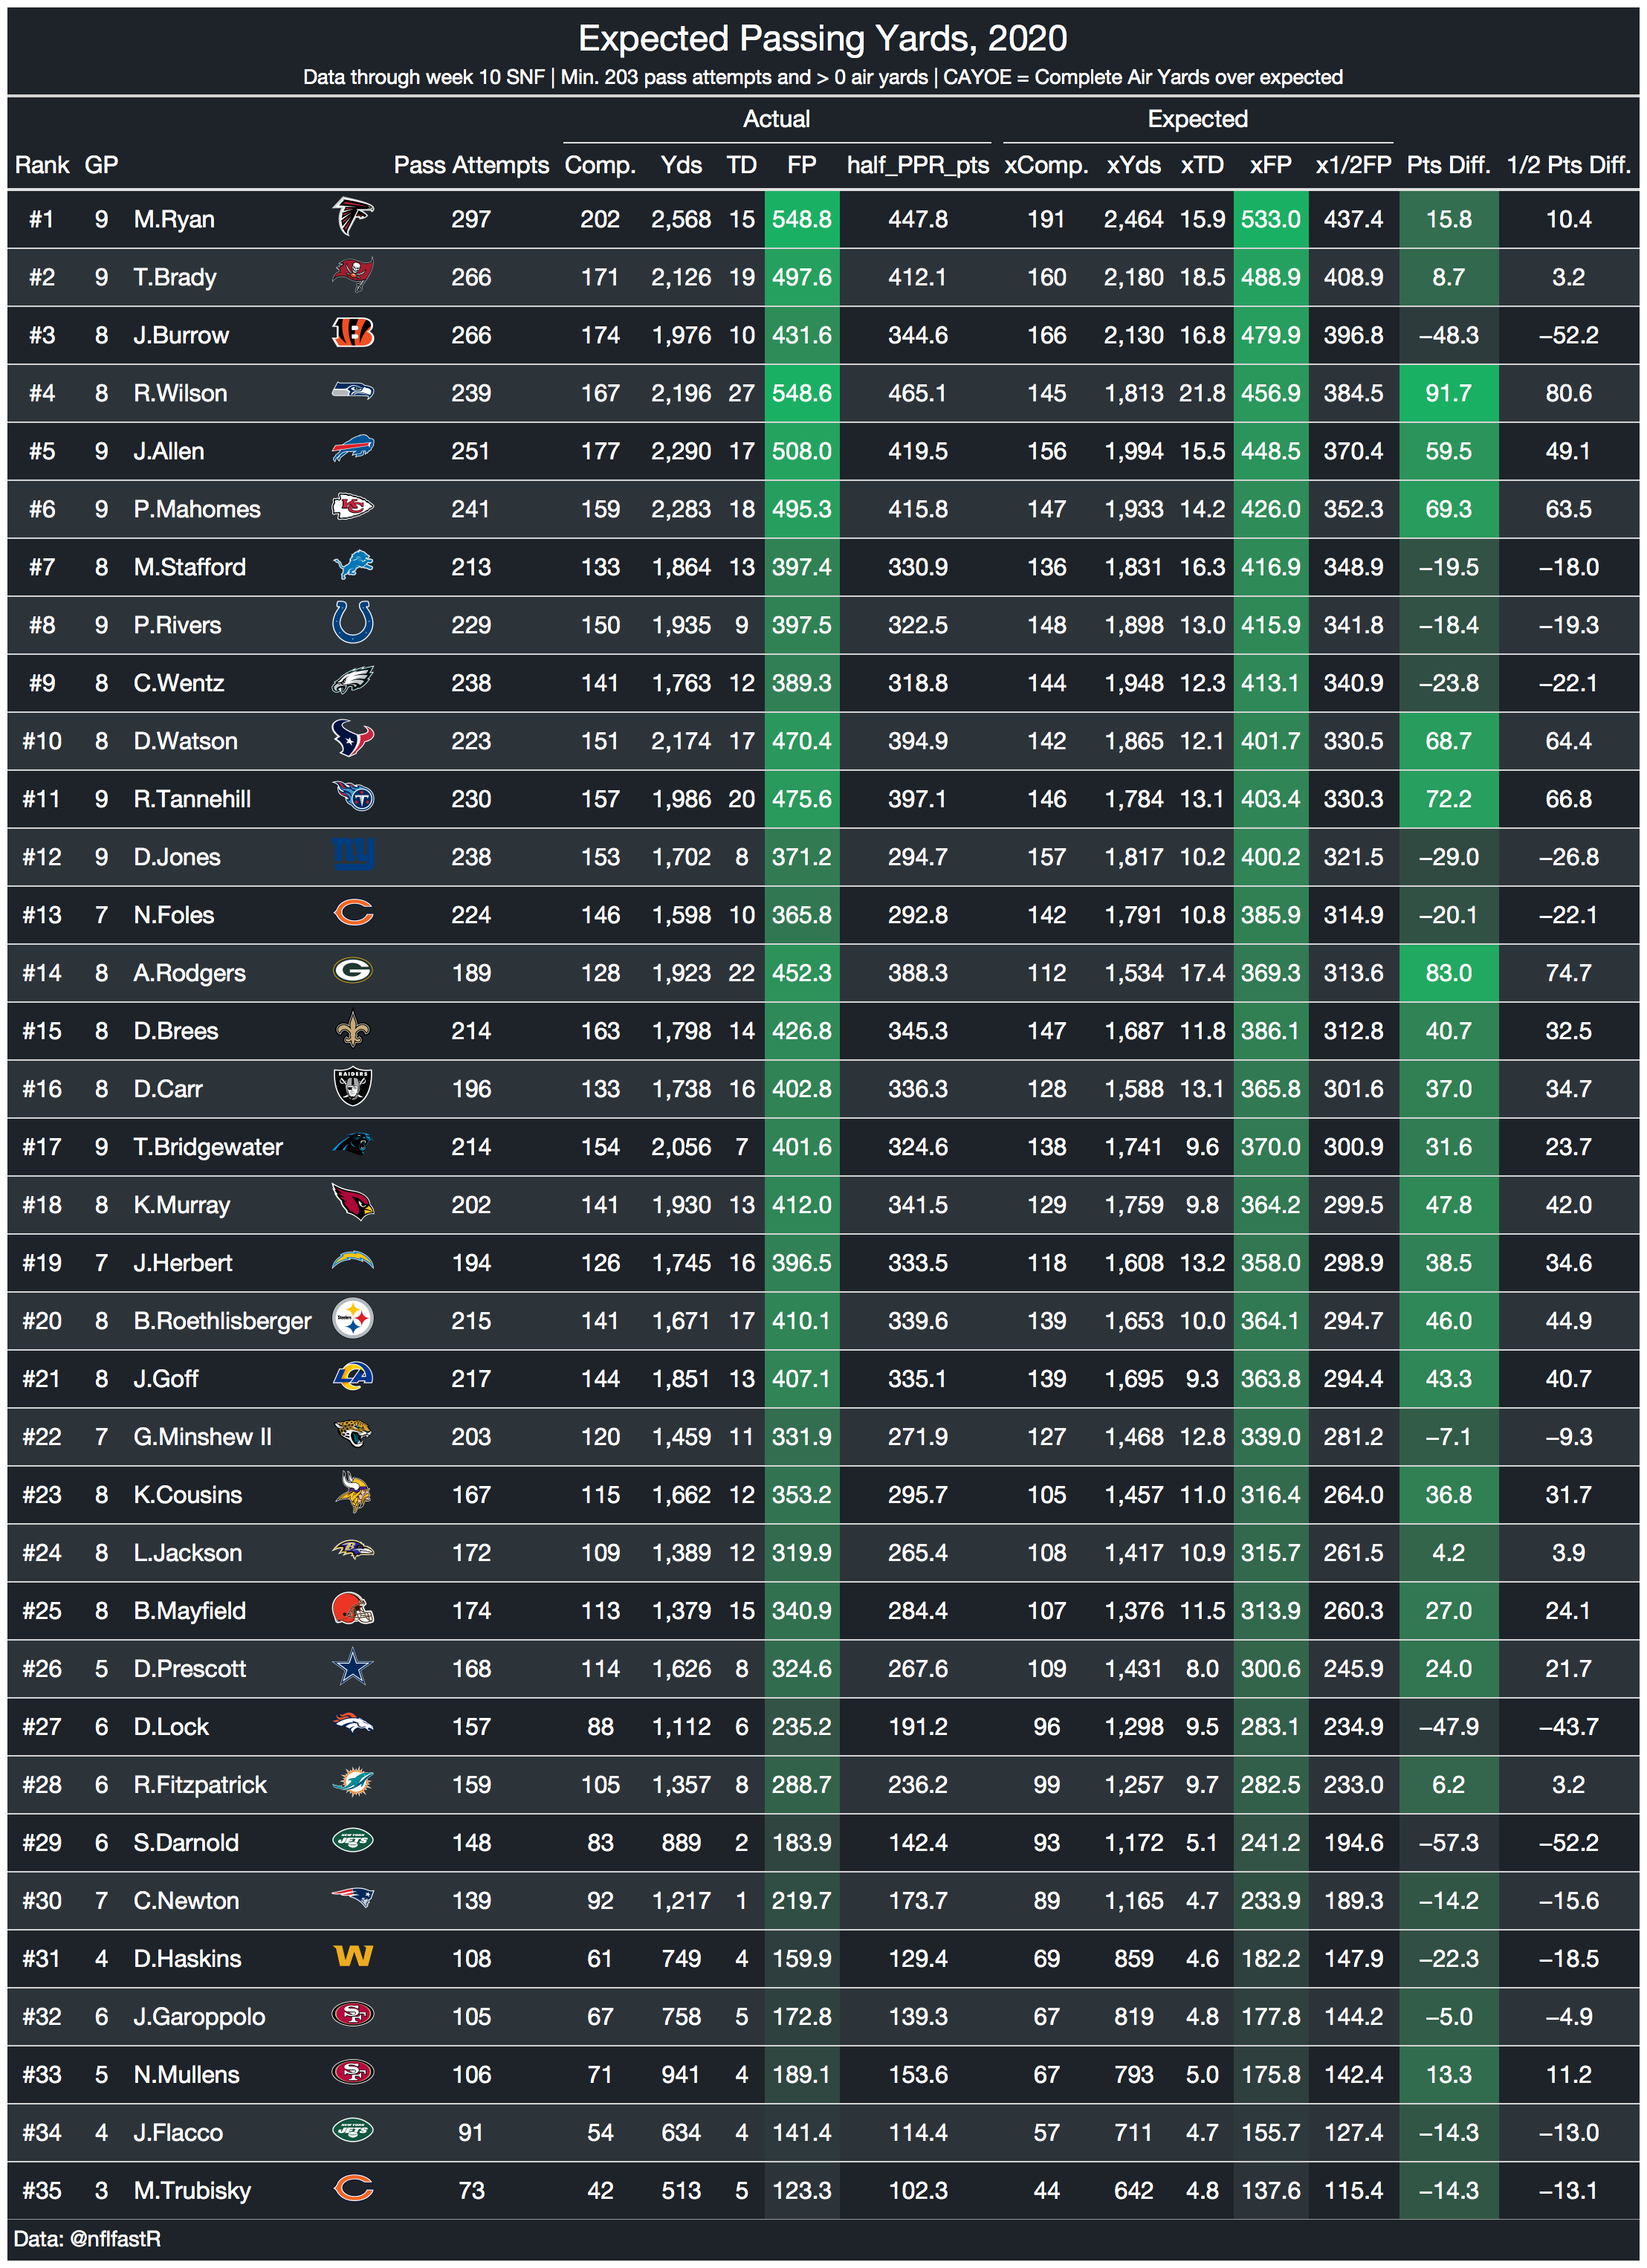 Expected Passing Yards, 2020
Data through week 10 SNF | Min. 203 pass attempts and > 0 air yards | CAYOE = Complete Air Yards over expected
Actual Expected
Rank GP Pass Attempts Comp. Yds TD FP half_PPR_pts xComp. xYds xTD xFP x1/2FP Pts Diff. 1/2 Pts Diff.
#1 9 M.Ryan 297 202 2,568 15 548.8 447.8 191 2,464 15.9 533.0 437.4 15.8 10.4
#2 9 T.Brady 266 171 2,126 19 497.6 412.1 160 2,180 18.5 488.9 408.9 8.7 3.2
#3 8 J.Burrow 266 174 1,976 10 431.6 344.6 166 2,130 16.8 479.9 396.8 −48.3 −52.2
#4 8 R.Wilson 239 167 2,196 27 548.6 465.1 145 1,813 21.8 456.9 384.5 91.7 80.6
#5 9 J.Allen 251 177 2,290 17 508.0 419.5 156 1,994 15.5 448.5 370.4 59.5 49.1
#6 9 P.Mahomes 241 159 2,283 18 495.3 415.8 147 1,933 14.2 426.0 352.3 69.3 63.5
#7 8 M.Stafford 213 133 1,864 13 397.4 330.9 136 1,831 16.3 416.9 348.9 −19.5 −18.0
#8 9 P.Rivers 229 150 1,935 9 397.5 322.5 148 1,898 13.0 415.9 341.8 −18.4 −19.3
#9 8 C.Wentz 238 141 1,763 12 389.3 318.8 144 1,948 12.3 413.1 340.9 −23.8 −22.1
#10 8 D.Watson 223 151 2,174 17 470.4 394.9 142 1,865 12.1 401.7 330.5 68.7 64.4
#11 9 R.Tannehill 230 157 1,986 20 475.6 397.1 146 1,784 13.1 403.4 330.3 72.2 66.8
#12 9 D.Jones ny 238 153 1,702 8 371.2 294.7 157 1,817 10.2 400.2 321.5 −29.0 −26.8
#13 7 N.Foles 224 146 1,598 10 365.8 292.8 142 1,791 10.8 385.9 314.9 −20.1 −22.1
#14 8 A.Rodgers G 189 128 1,923 22 452.3 388.3 112 1,534 17.4 369.3 313.6 83.0 74.7
#15 8 D.Brees 214 163 1,798 14 426.8 345.3 147 1,687 11.8 386.1 312.8 40.7 32.5
#16 8 D.Carr RAIDERS 196 133 1,738 16 402.8 336.3 128 1,588 13.1 365.8 301.6 37.0 34.7
#17 9 T.Bridgewater 214 154 2,056 7 401.6 324.6 138 1,741 9.6 370.0 300.9 31.6 23.7
#18 8 K.Murray 202 141 1,930 13 412.0 341.5 129 1,759 9.8 364.2 299.5 47.8 42.0
#19 7 J.Herbert 194 126 1,745 16 396.5 333.5 118 1,608 13.2 358.0 298.9 38.5 34.6
#20 8 B.Roethlisberger Steelers 215 141 1,671 17 410.1 339.6 139 1,653 10.0 364.1 294.7 46.0 44.9
#21 8 J.Goff LA 217 144 1,851 13 407.1 335.1 139 1,695 9.3 363.8 294.4 43.3 40.7
#22 7 G.Minshew II 203 120 1,459 11 331.9 271.9 127 1,468 12.8 339.0 281.2 −7.1 −9.3
#23 8 K.Cousins 167 115 1,662 12 353.2 295.7 105 1,457 11.0 316.4 264.0 36.8 31.7
#24 8 L.Jackson 172 109 1,389 12 319.9 265.4 108 1,417 10.9 315.7 261.5 4.2 3.9
#25 8 B.Mayfield 174 113 1,379 15 340.9 284.4 107 1,376 11.5 313.9 260.3 27.0 24.1
#26 5 D.Prescott 168 114 1,626 8 324.6 267.6 109 1,431 8.0 300.6 245.9 24.0 21.7
#27 6 D.Lock 157 88 1,112 6 235.2 191.2 96 1,298 9.5 283.1 234.9 −47.9 −43.7
#28 6 R.Fitzpatrick 159 105 1,357 8 288.7 236.2 99 1,257 9.7 282.5 233.0 6.2 3.2
#29 6 S.Darnold NEW YORK JETS 148 83 889 2 183.9 142.4 93 1,172 5.1 241.2 194.6 −57.3 −52.2
#30 7 C.Newton 139 92 1,217 1 219.7 173.7 89 1,165 4.7 233.9 189.3 −14.2 −15.6
#31 4 D.Haskins W 108 61 749 4 159.9 129.4 69 859 4.6 182.2 147.9 −22.3 −18.5
#32 6 J.Garoppolo SF 105 67 758 5 172.8 139.3 67 819 4.8 177.8 144.2 −5.0 −4.9
#33 5 N.Mullens SF 106 71 941 4 189.1 153.6 67 793 5.0 175.8 142.4 13.3 11.2
#34 4 J.Flacco NEW YORK JETS 91 54 634 4 141.4 114.4 57 711 4.7 155.7 127.4 −14.3 −13.0
#35 3 M.Trubisky 73 42 513 5 123.3 102.3 44 642 4.8 137.6 115.4 −14.3 −13.1
Data: @nflfastR